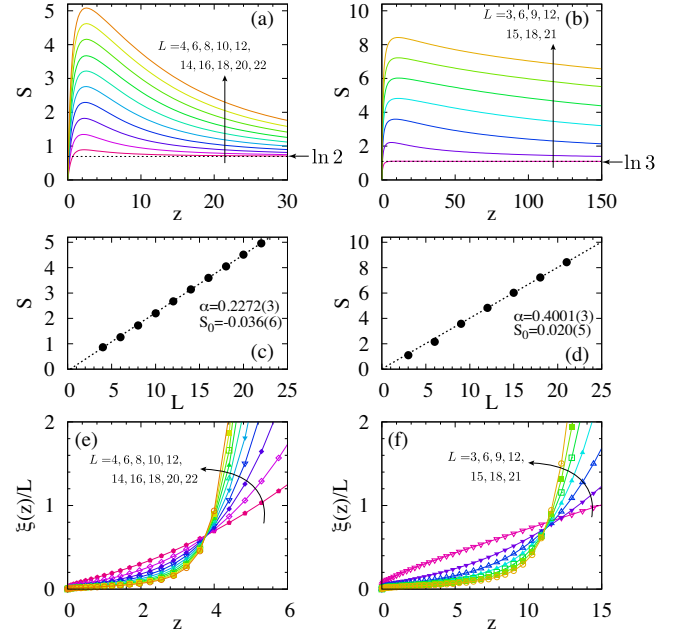 (a)
L = 4, 6, 8, 10, 12,
14, 16, 18, 20, 22
ln 2
S
0 1 2 3 4 5
0 10 20 30
z
(b)
L = 3, 6, 9, 12,
15, 18, 21
ln 3
S
0 2 4 6 8 10
0 50 100 150
z
α=0.2272(3)
S0=-0.036(6)
(c)
S
0 1 2 3 4 5
0 5 10 15 20 25
L
α=0.4001(3)
S0=0.020(5)
(d)
S
0 2 4 6 8 10
0 5 10 15 20 25
L
(e)
L = 4, 6, 8, 10, 12,
14, 16, 18, 20, 22
ξ(z)/L
0 1 2
0 2 4 6
z
(f)
L = 3, 6, 9, 12,
15, 18, 21
ξ(z)/L
0 1 2
0 5 10 15
z